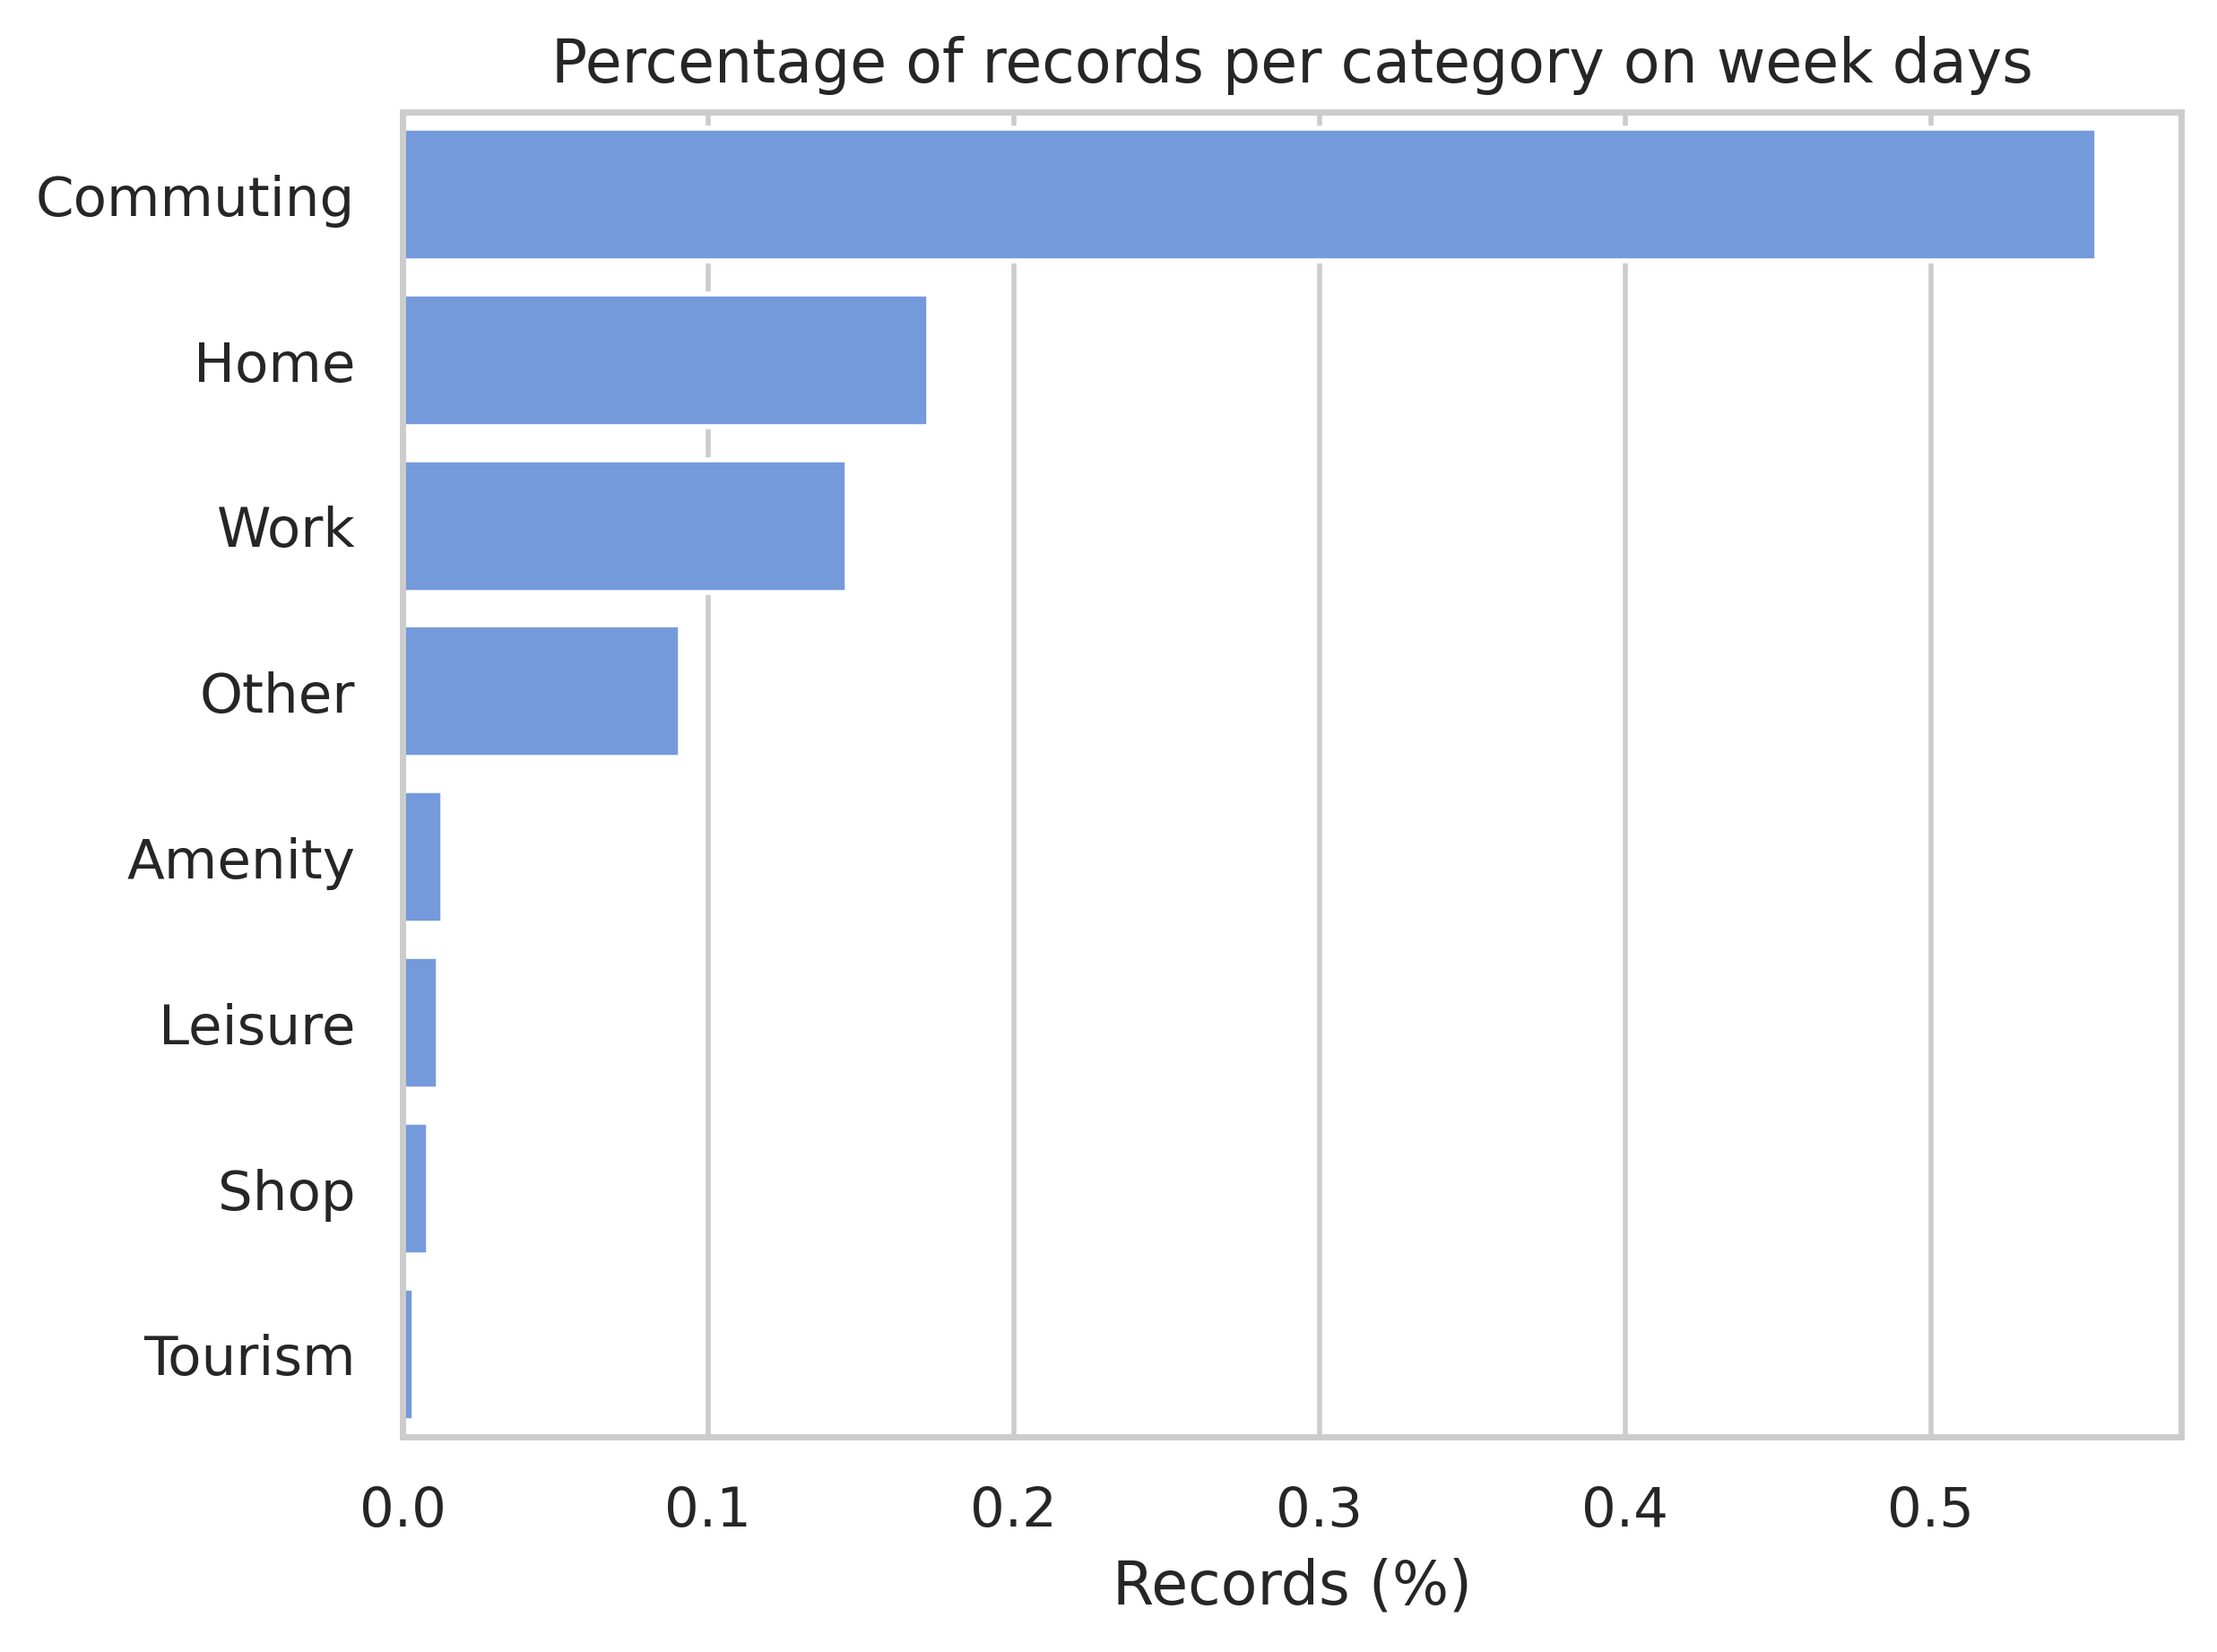 Percentage of records per category on week days
Commuting
Home
Work
Other
Amenity
Leisure
Shop
Tourism
0.0 0.1 0.2 0.3 0.4 0.5
Records (%)